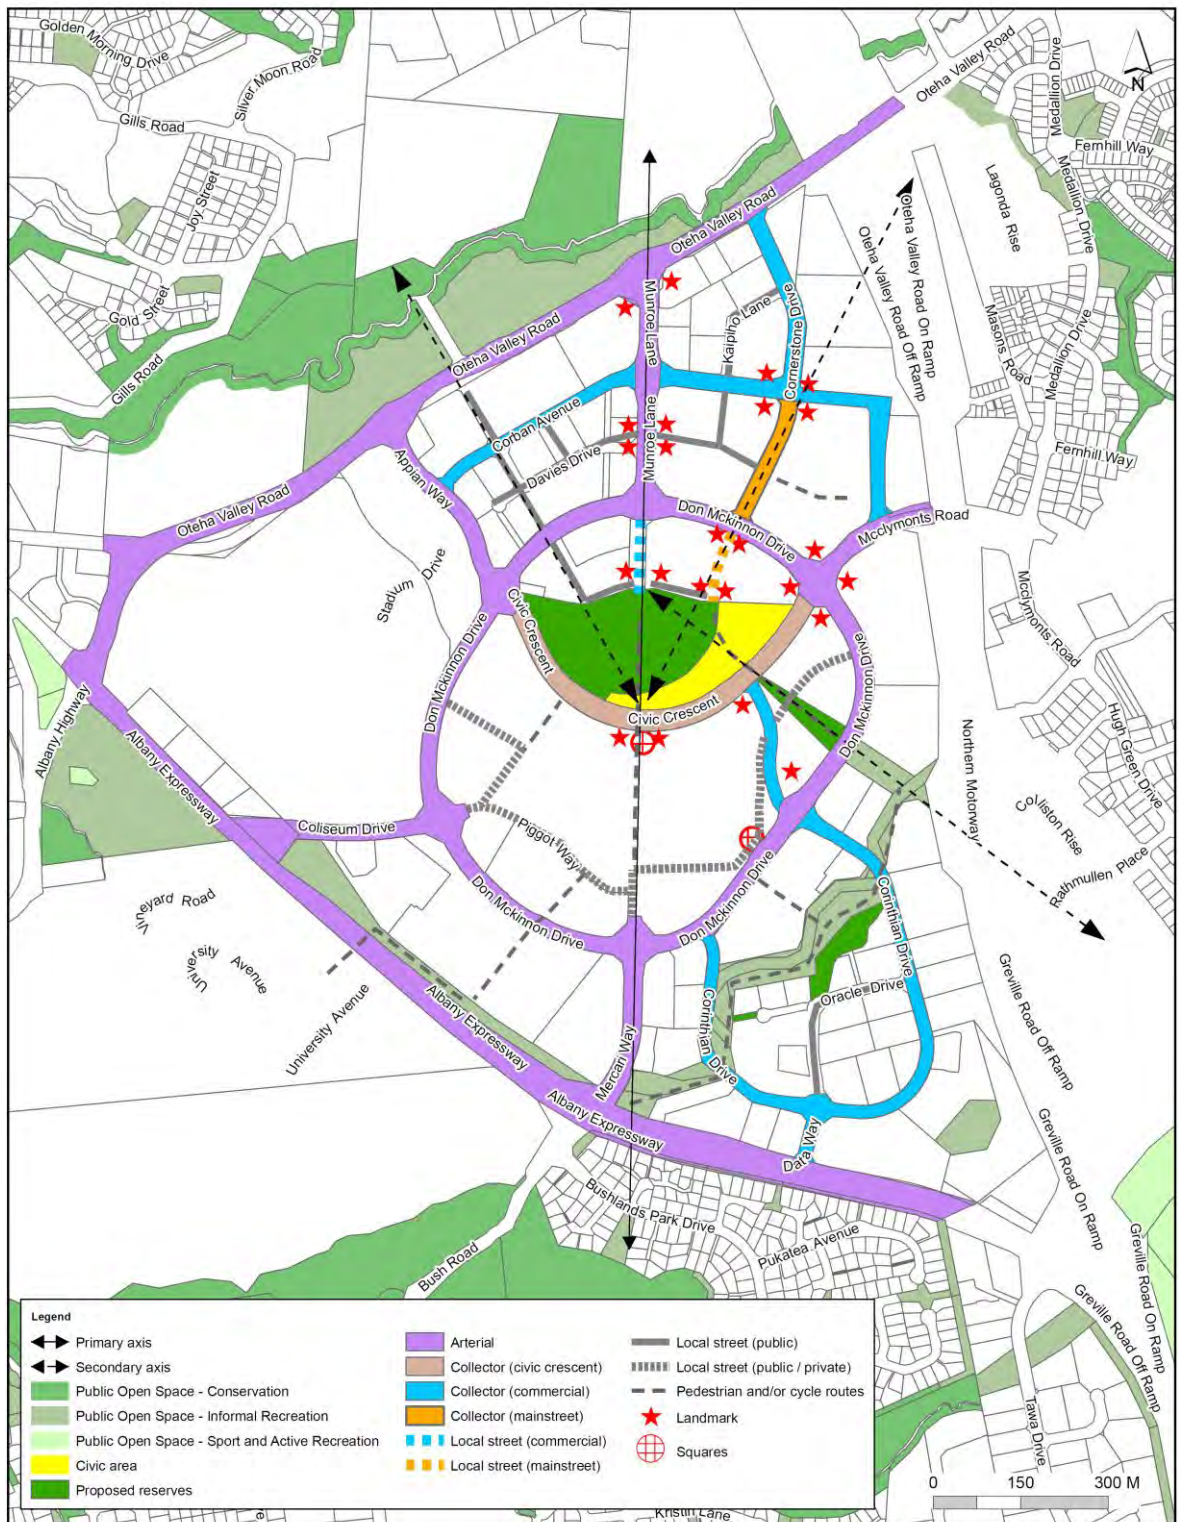 Golden Morning Drive
Silver Moon Road
Gills Road
Joy Street
Gold Street
Gills Road
Oteha Valley Road
Medallion Drive
Fernhill Way
N
Lagonda Rise
Medallion Drive
Oteha Valley Road
Oteha Valley Road On Ramp
Oteha Valley Road Off Ramp
Munroe Lane
Kaipiho Lane
Cornerstone Drive
Masons Road
Medallion Drive
Oteha Valley Road
Corban Avenue
Munroe Lane
Davies Drive
Appian Way
Fernhill Way
Oteha Valley Road
Don Mckinnon Drive
Mcclymonts Road
Stadium Drive
Civic Crescent
Mcclymonts Road
Don Mckinnon Drive
Don Mckinnon Drive
Civic Crescent
Albany Highway
Albany Expressway
Northern Motorway
Hugh Green Drive
Colliston Rise
Coliseum Drive
Piggot Way
Rathmullen Place
Vineyard Road
Don Mckinnon Drive
Don Mckinnon Drive
Corinthian Drive
University Avenue
University Avenue
Albany Expressway
Oracle Drive
Corinthian Drive
Mercari Way
Greville Road Off Ramp
Albany Expressway
Data Way
Greville Road On Ramp
Bushlands Park Drive
Pukatea Avenue
Bush Road
Greville Road On Ramp
Greville Road Off Ramp
Tawa Drive
Kristin Lane
Legend
Primary axis
Secondary axis
Public Open Space - Conservation
Public Open Space - Informal Recreation
Public Open Space - Sport and Active Recreation
Civic area
Proposed reserves
Arterial
Collector (civic crescent)
Collector (commercial)
Collector (mainstreet)
Local street (commercial)
Local street (mainstreet)
Local street (public)
Local street (public / private)
Pedestrian and/or cycle routes
Landmark
Squares
0 150 300 M